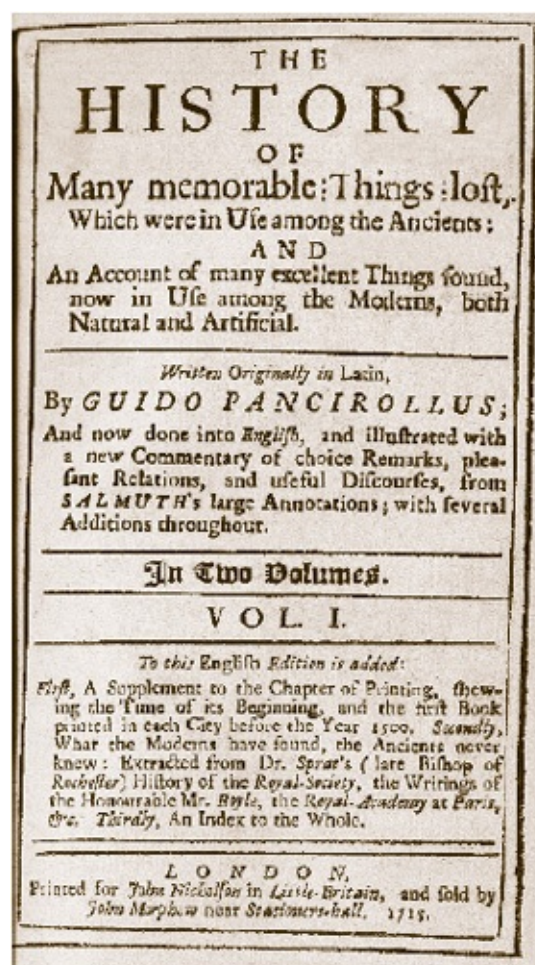 THE
HISTORY
OF
Many memorable Things loſt,
Which were in Uſe among the Ancients:
AND
An Account of many excellent Things found,
now in Uſe among the Moderns, both
Natural and Artificial.
Written Originally in Latin,
By GUIDO PANCIROLLUS;
And now done into Engliſh, and illuſtrated with
a new Commentary of choice Remarks, plea-
ſant Relations, and uſeful Diſcourſes, from
SALMUTH's large Annotations; with ſeveral
Additions throughout.
In Two Volumes.
VOL. I.
To this Engliſh Edition is added:
Firſt, A Supplement to the Chapter of Printing, ſhew-
ing the Time of its Beginning, and the firſt Book
printed in each City before the Year 1500. Secondly,
What the Moderns have found, the Ancients never
knew: Extracted from Dr. Sprat's (late Biſhop of
Rocheſter) Hiſtory of the Royal-Society, the Writings of
the Honourable Mr. Boyle, the Royal-Academy at Paris,
&c. Thirdly, An Index to the Whole.
LONDON,
Printed for John Nicholſon in Little-Britain, and ſold by
John Morphew near Stationers-hall. 1715.